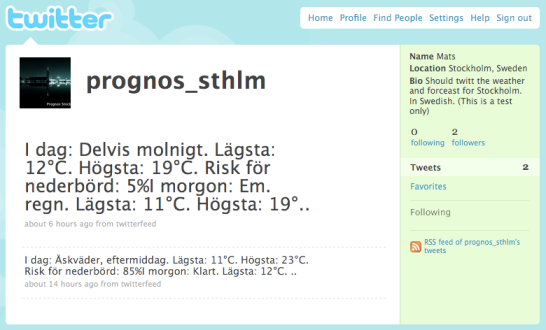 twitter
Home Profile Find People Settings Help Sign out
prognos_sthlm
I dag: Delvis molnigt. Lägsta:
12°C. Högsta: 19°C. Risk för
nederbörd: 5%I morgon: Em.
regn. Lägsta: 11°C. Högsta: 19°..
about 6 hours ago from twitterfeed
I dag: Åskväder, eftermiddag. Lägsta: 11°C. Högsta: 23°C.
Risk för nederbörd: 85%I morgon: Klart. Lägsta: 12°C. ..
about 14 hours ago from twitterfeed
Name Mats
Location Stockholm, Sweden
Bio Should twitt the weather
and forceast for Stockholm.
In Swedish. (This is a test
only)
0 2
following followers
Tweets 2
Favorites
Following
RSS feed of prognos_sthlm's
tweets